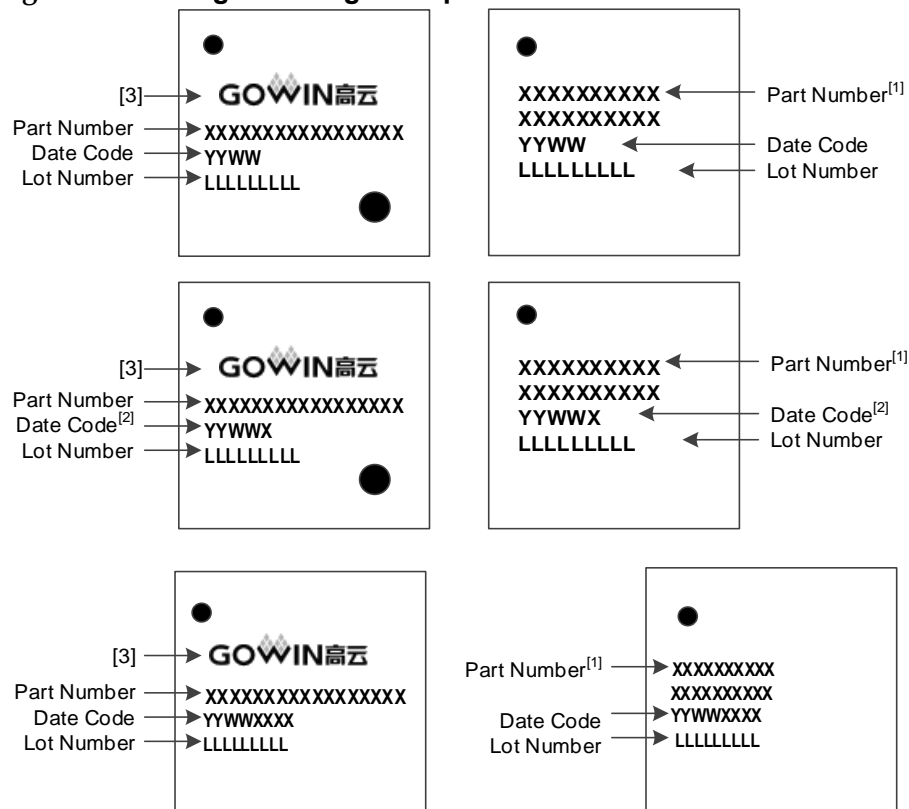 [3]
GOWIN高云
Part Number
XXXXXXXXXXXXXXXXX
Date Code
YYWW
Lot Number
LLLLLLLLL
XXXXXXXXXX
Part Number[1]
XXXXXXXXXX
YYWW
Date Code
LLLLLLLLL
Lot Number
[3]
GOWIN高云
Part Number
XXXXXXXXXXXXXXXXX
Date Code[2]
YYWWX
Lot Number
LLLLLLLLL
XXXXXXXXXX
Part Number[1]
XXXXXXXXXX
YYWWX
Date Code[2]
LLLLLLLLL
Lot Number
[3]
GOWIN高云
Part Number
XXXXXXXXXXXXXXXXX
Date Code
YYWWXXXX
Lot Number
LLLLLLLLL
Part Number[1]
XXXXXXXXXX
XXXXXXXXXX
Date Code
YYWWXXXX
Lot Number
LLLLLLLLL